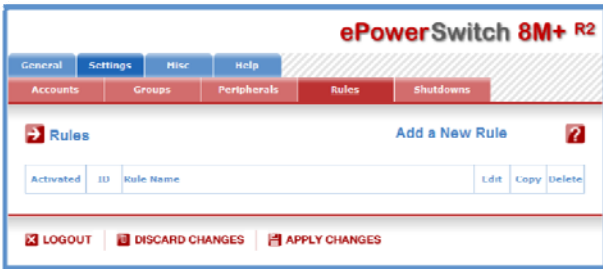 ePowerSwitch 8M+ R2
General Settings Misc Help
Accounts Groups Peripherals Rules Shutdowns
Rules Add a New Rule ?
Activated ID Rule Name Edit Copy Delete
LOGOUT DISCARD CHANGES APPLY CHANGES